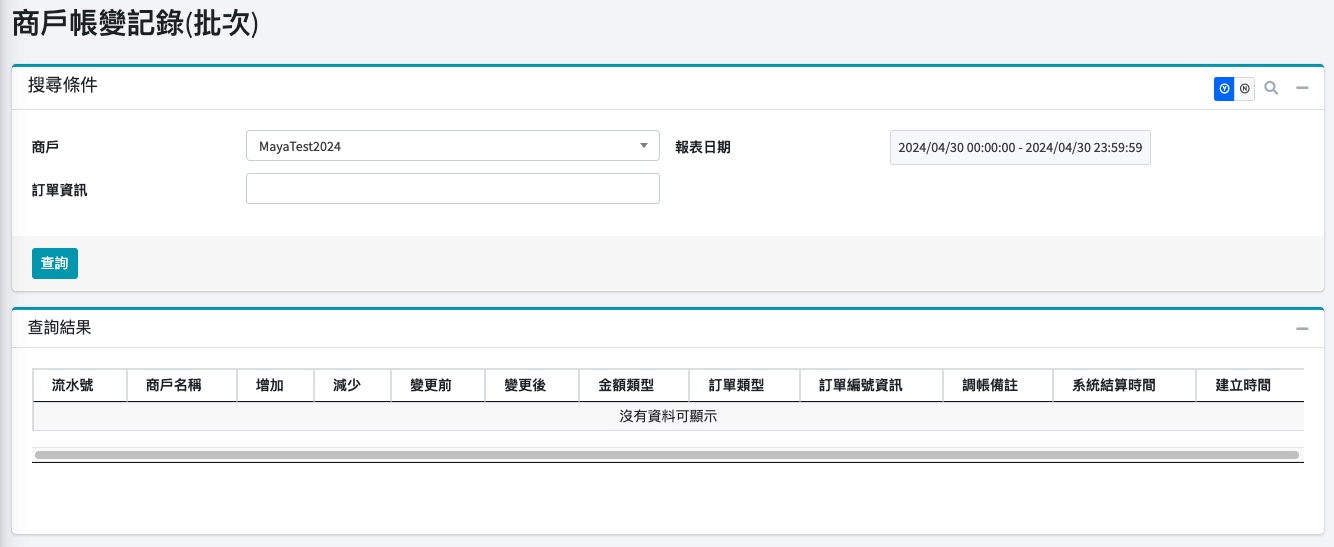 商戶帳變記錄(批次)
搜尋條件
Y N
商戶 MayaTest2024 報表日期 2024/04/30 00:00:00 - 2024/04/30 23:59:59
訂單資訊
查詢
查詢結果
流水號 商戶名稱 增加 減少 變更前 變更後 金額類型 訂單類型 訂單編號資訊 調帳備註 系統結算時間 建立時間
沒有資料可顯示